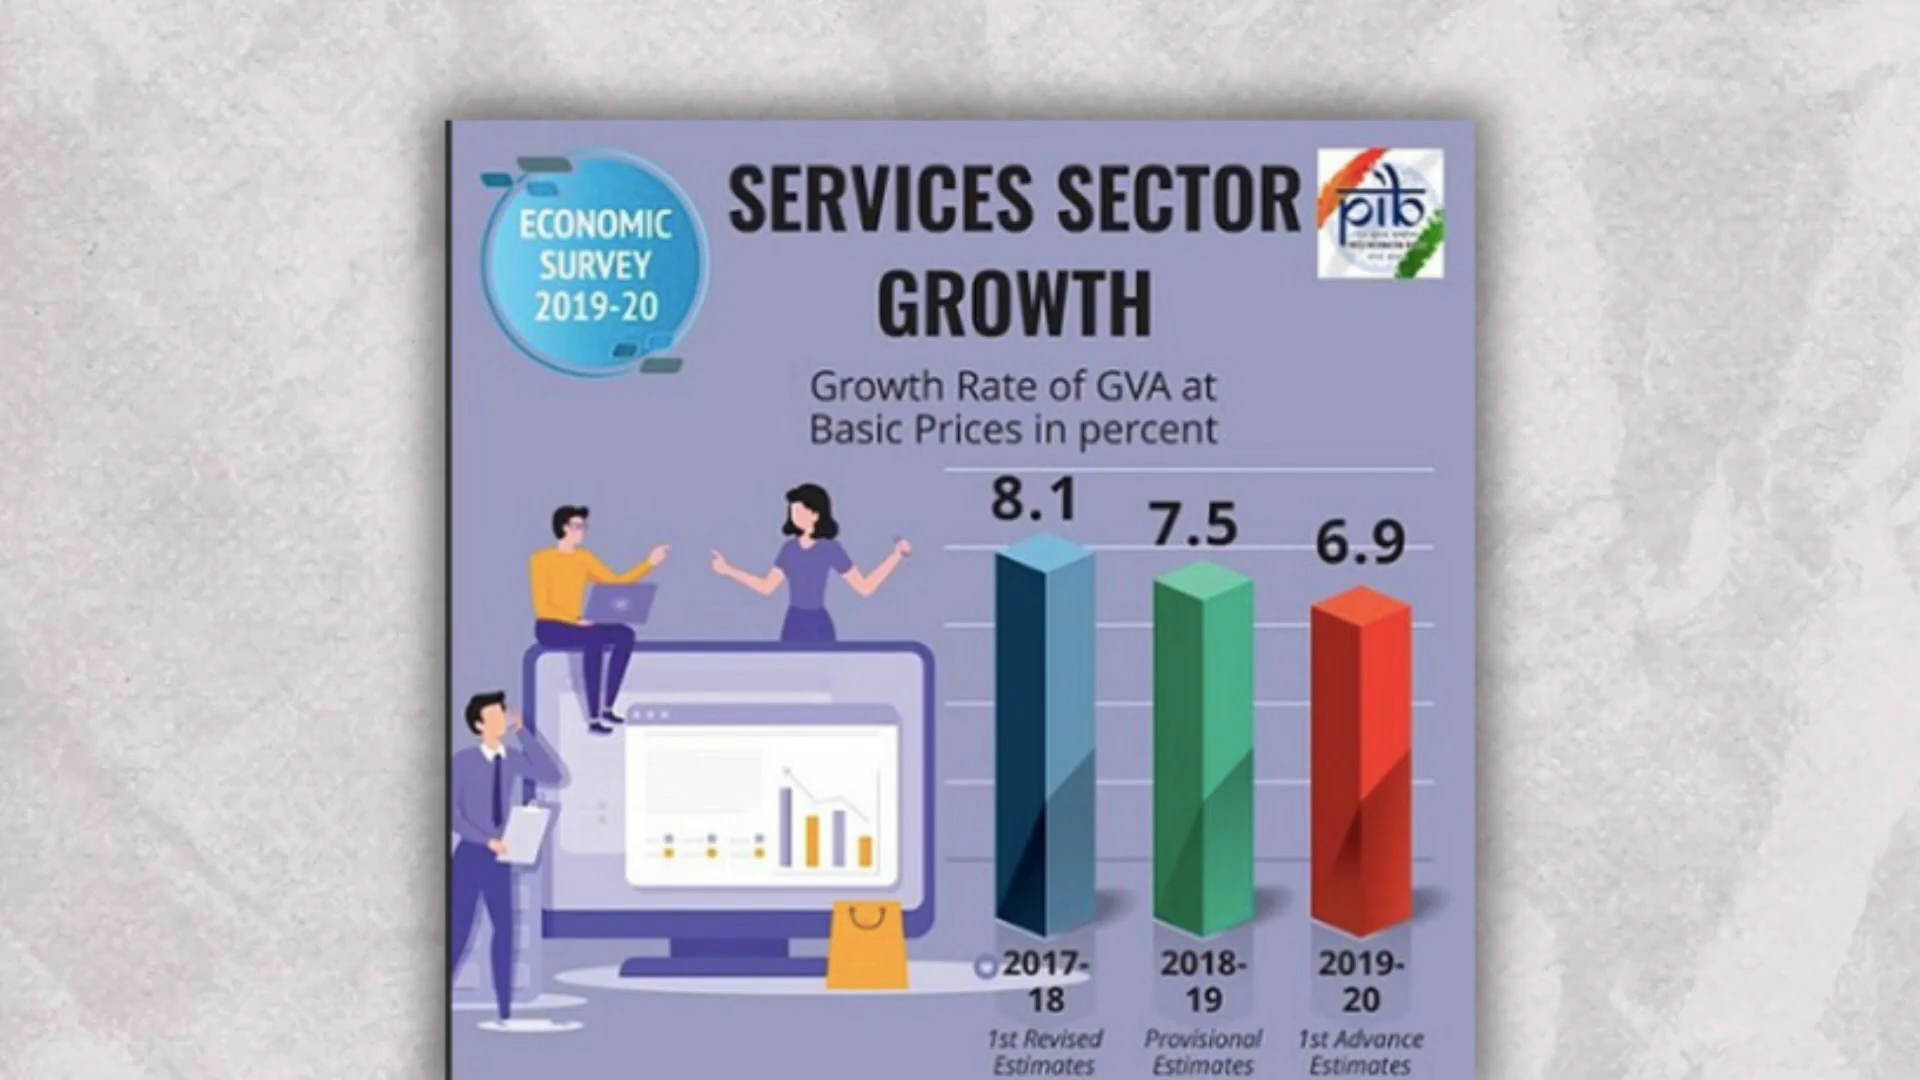 ECONOMIC
SURVEY
2019-20
SERVICES SECTOR
GROWTH
pib
Growth Rate of GVA at
Basic Prices in percent
8.1
7.5
6.9
2017-
18
2018-
19
2019-
20
1st Revised
Estimates
Provisional
Estimates
1st Advance
Estimates